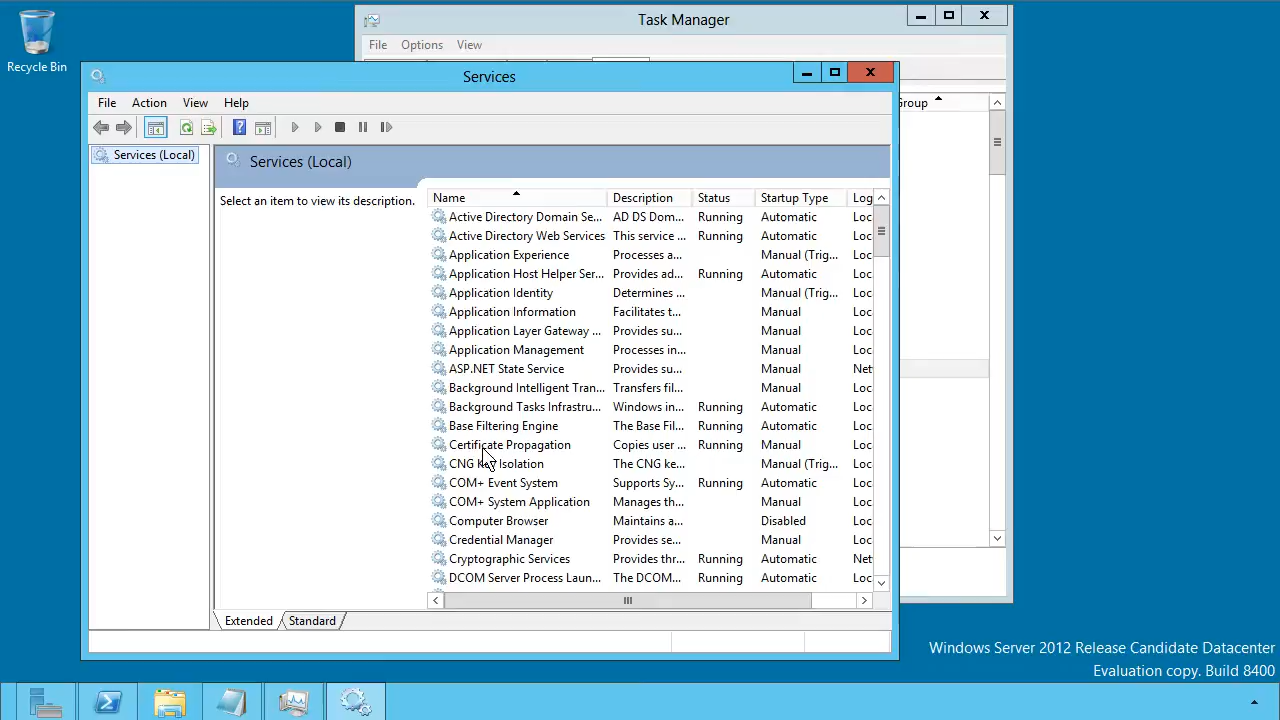 Recycle Bin
Task Manager
File Options View
Group
Services
File Action View Help
Services (Local)
Services (Local)
Select an item to view its description.
Name Description Status Startup Type Log
Active Directory Domain Se... AD DS Dom... Running Automatic Loc
Active Directory Web Services This service ... Running Automatic Loc
Application Experience Processes a... Manual (Trig... Loc
Application Host Helper Ser... Provides ad... Running Automatic Loc
Application Identity Determines ... Manual (Trig... Loc
Application Information Facilitates t... Manual Loc
Application Layer Gateway ... Provides su... Manual Loc
Application Management Processes in... Manual Loc
ASP.NET State Service Provides su... Manual Net
Background Intelligent Tran... Transfers fil... Manual Loc
Background Tasks Infrastru... Windows in... Running Automatic Loc
Base Filtering Engine The Base Fil... Running Automatic Loc
Certificate Propagation Copies user ... Running Manual Loc
CNG Key Isolation The CNG ke... Manual (Trig... Loc
COM+ Event System Supports Sy... Running Automatic Loc
COM+ System Application Manages th... Manual Loc
Computer Browser Maintains a... Disabled Loc
Credential Manager Provides se... Manual Loc
Cryptographic Services Provides thr... Running Automatic Net
DCOM Server Process Laun... The DCOM... Running Automatic Loc
Extended Standard
Windows Server 2012 Release Candidate Datacenter
Evaluation copy. Build 8400